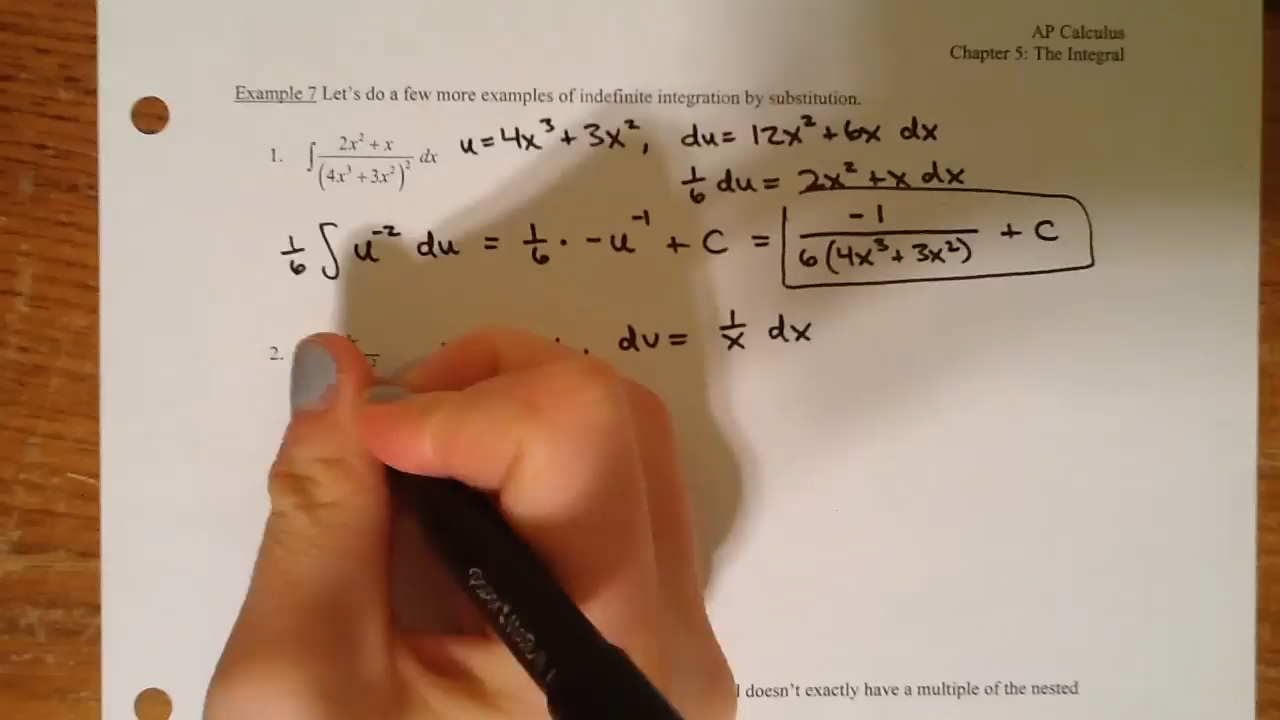 AP Calculus
Chapter 5: The Integral
Example 7 Let's do a few more examples of indefinite integration by substitution.
1. ∫ (2x² + x)/(4x³ + 3x²)² dx u = 4x³ + 3x², du = 12x² + 6x dx
1/6 du = 2x² + x dx
1/6 ∫ u⁻² du = 1/6 · -u⁻¹ + C = -1/(6(4x³ + 3x²)) + C
2. du = 1/x dx
doesn't exactly have a multiple of the nested